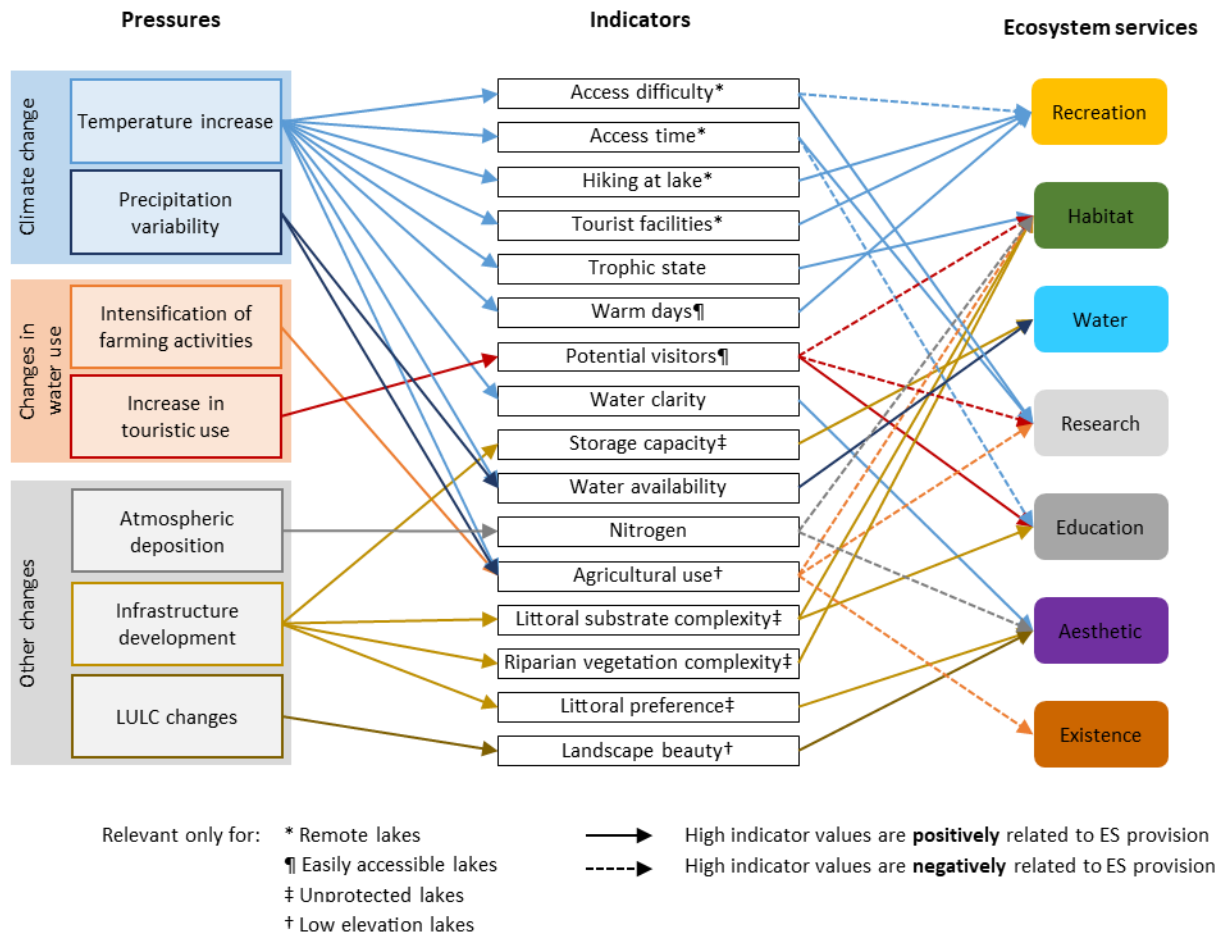 Pressures
Indicators
Ecosystem services
Climate change
Temperature increase
Precipitation
variability
Changes in
water use
Intensification of
farming activities
Increase in
touristic use
Other changes
Atmospheric
deposition
Infrastructure
development
LULC changes
Access difficulty*
Access time*
Hiking at lake*
Tourist facilities*
Trophic state
Warm days¶
Potential visitors¶
Water clarity
Storage capacity‡
Water availability
Nitrogen
Agricultural use†
Littoral substrate complexity‡
Riparian vegetation complexity‡
Littoral preference‡
Landscape beauty†
Recreation
Habitat
Water
Research
Education
Aesthetic
Existence
Relevant only for:
* Remote lakes
¶ Easily accessible lakes
‡ Unprotected lakes
† Low elevation lakes
High indicator values are positively related to ES provision
High indicator values are negatively related to ES provision